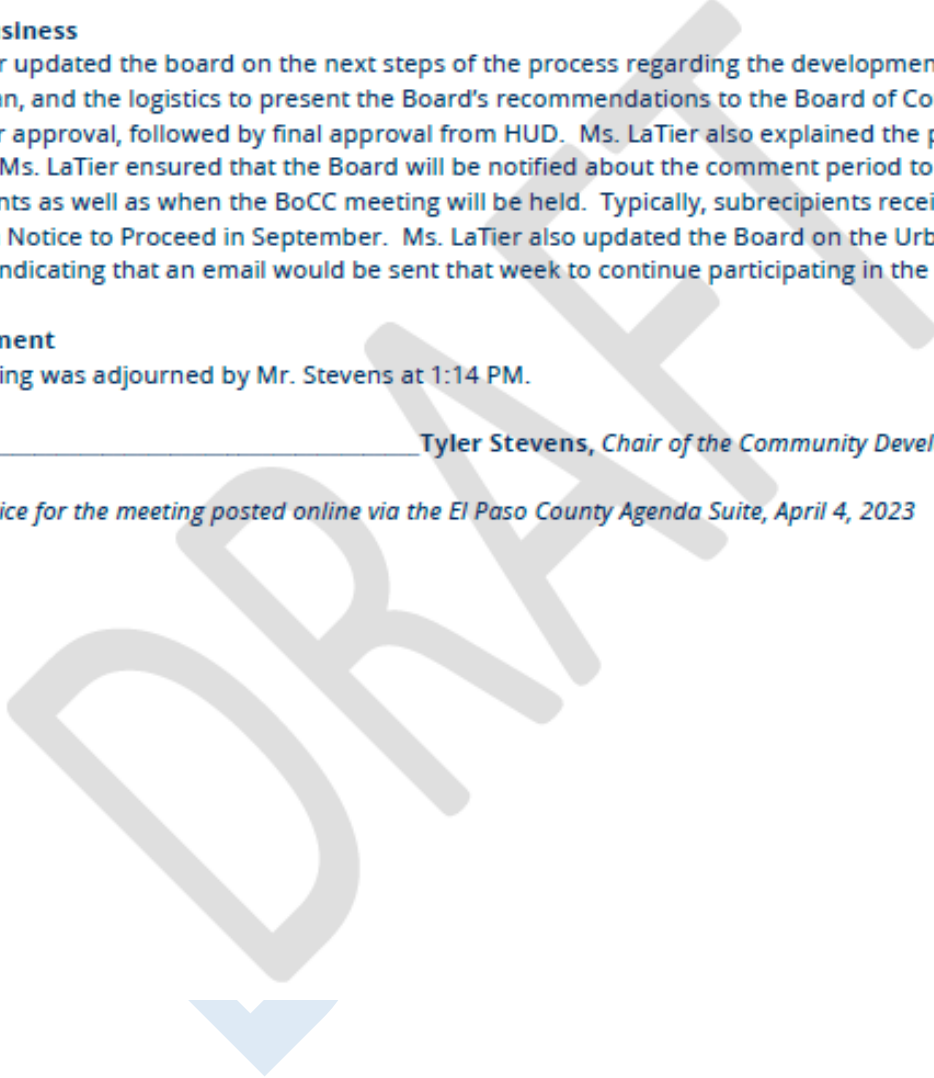 usiness
r updated the board on the next steps of the process regarding the developmen
n, and the logistics to present the Board's recommendations to the Board of Co
r approval, followed by final approval from HUD. Ms. LaTier also explained the p
Ms. LaTier ensured that the Board will be notified about the comment period to
nts as well as when the BoCC meeting will be held. Typically, subrecipients recei
Notice to Proceed in September. Ms. LaTier also updated the Board on the Urb
ndicating that an email would be sent that week to continue participating in the
ment
ing was adjourned by Mr. Stevens at 1:14 PM.
Tyler Stevens, Chair of the Community Devel
ice for the meeting posted online via the El Paso County Agenda Suite, April 4, 2023
DRAFT